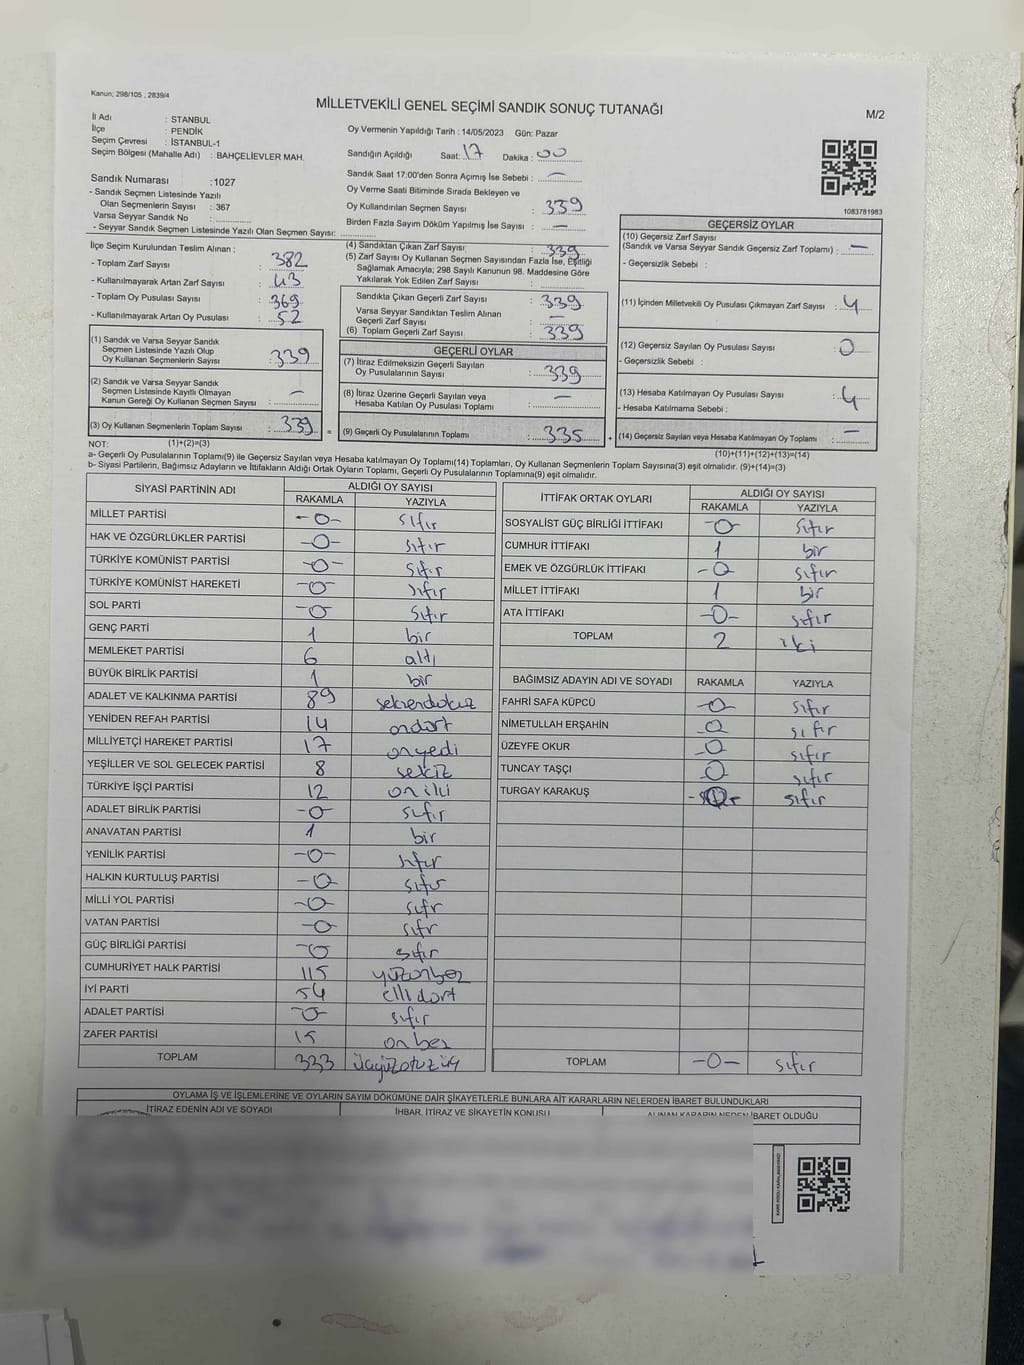 Kanun; 298/105 , 2839/4
MİLLETVEKİLİ GENEL SEÇİMİ SANDIK SONUÇ TUTANAĞI
M/2
İl Adı : STANBUL
İlçe : PENDİK
Seçim Çevresi : İSTANBUL-1
Seçim Bölgesi (Mahalle Adı) : BAHÇELİEVLER MAH.
Sandık Numarası :1027
- Sandık Seçmen Listesinde Yazılı
Olan Seçmenlerin Sayısı : 367
Varsa Seyyar Sandık No :
- Seyyar Sandık Seçmen Listesinde Yazılı Olan Seçmen Sayısı:
Oy Vermenin Yapıldığı Tarih : 14/05/2023 Gün: Pazar
Sandığın Açıldığı Saat: 17 Dakika : 00
Sandık Saat 17:00'den Sonra Açımış İse Sebebi : —
Oy Verme Saati Bitiminde Sırada Bekleyen ve
Oy Kullandırılan Seçmen Sayısı : 339
Birden Fazla Sayım Döküm Yapılmış İse Sayısı : —
1083781983
İlçe Seçim Kurulundan Teslim Alınan ;
- Toplam Zarf Sayısı : 382
- Kullanılmayarak Artan Zarf Sayısı : 43
- Toplam Oy Pusulası Sayısı : 369
- Kullanılmayarak Artan Oy Pusulası : 52
(1) Sandık ve Varsa Seyyar Sandık
Seçmen Listesinde Yazılı Olup
Oy Kullanan Seçmenlerin Sayısı : 339
(2) Sandık ve Varsa Seyyar Sandık
Seçmen Listesinde Kayıtlı Olmayan
Kanun Gereği Oy Kullanan Seçmen Sayısı : —
(3) Oy Kullanan Seçmenlerin Toplam Sayısı : 339 =
(4) Sandıktan Çıkan Zarf Sayısı : 339
(5) Zarf Sayısı Oy Kullanan Seçmen Sayısından Fazla İse, Eşitliği
Sağlamak Amacıyla; 298 Sayılı Kanunun 98. Maddesine Göre
Yakılarak Yok Edilen Zarf Sayısı :
Sandıkta Çıkan Geçerli Zarf Sayısı : 339
Varsa Seyyar Sandıktan Teslim Alınan
Geçerli Zarf Sayısı : —
(6) Toplam Geçerli Zarf Sayısı : 339
GEÇERLİ OYLAR
(7) İtiraz Edilmeksizin Geçerli Sayılan
Oy Pusulalarının Sayısı : 339
(8) İtiraz Üzerine Geçerli Sayılan veya
Hesaba Katılan Oy Pusulası Toplamı : —
(9) Geçerli Oy Pusulalarının Toplamı : 335 +
GEÇERSİZ OYLAR
(10) Geçersiz Zarf Sayısı
(Sandık ve Varsa Seyyar Sandık Geçersiz Zarf Toplamı) : —
- Geçersizlik Sebebi :
(11) İçinden Milletvekili Oy Pusulası Çıkmayan Zarf Sayısı : 4
(12) Geçersiz Sayılan Oy Pusulası Sayısı : 0
- Geçersizlik Sebebi :
(13) Hesaba Katılmayan Oy Pusulası Sayısı : 4
- Hesaba Katılmama Sebebi :
(14) Geçersiz Sayılan veya Hesaba Katılmayan Oy Toplamı : —
NOT: (1)+(2)=(3) (10)+(11)+(12)+(13)=(14)
a- Geçerli Oy Pusulalarının Toplamı(9) ile Geçersiz Sayılan veya Hesaba katılmayan Oy Toplamı(14) Toplamları, Oy Kullanan Seçmenlerin Toplam Sayısına(3) eşit olmalıdır. (9)+(14)=(3)
b- Siyasi Partilerin, Bağımsız Adayların ve İttifakların Aldığı Ortak Oyların Toplamı, Geçerli Oy Pusulalarının Toplamına(9) eşit olmalıdır.
SİYASİ PARTİNİN ADI ALDIĞI OY SAYISI
RAKAMLA YAZIYLA
MİLLET PARTİSİ -0- sıfır
HAK VE ÖZGÜRLÜKLER PARTİSİ -0- sıfır
TÜRKİYE KOMÜNİST PARTİSİ -0- sıfır
TÜRKİYE KOMÜNİST HAREKETİ -0 sıfır
SOL PARTİ -0 sıfır
GENÇ PARTİ 1 bir
MEMLEKET PARTİSİ 6 altı
BÜYÜK BİRLİK PARTİSİ 1 bir
ADALET VE KALKINMA PARTİSİ 89 seksendokuz
YENİDEN REFAH PARTİSİ 14 ondört
MİLLİYETÇİ HAREKET PARTİSİ 17 onyedi
YEŞİLLER VE SOL GELECEK PARTİSİ 8 sekiz
TÜRKİYE İŞÇİ PARTİSİ 12 oniki
ADALET BİRLİK PARTİSİ -0- sıfır
ANAVATAN PARTİSİ 1 bir
YENİLİK PARTİSİ -0- sıfır
HALKIN KURTULUŞ PARTİSİ -0 sıfır
MİLLİ YOL PARTİSİ -0 sıfır
VATAN PARTİSİ -0 sıfır
GÜÇ BİRLİĞİ PARTİSİ -0 sıfır
CUMHURİYET HALK PARTİSİ 115 yüzonbeş
İYİ PARTİ 54 ellidört
ADALET PARTİSİ -0- sıfır
ZAFER PARTİSİ 15 onbeş
TOPLAM 333 üçyüzotuzüç
İTTİFAK ORTAK OYLARI ALDIĞI OY SAYISI
RAKAMLA YAZIYLA
SOSYALİST GÜÇ BİRLİĞİ İTTİFAKI -0 sıfır
CUMHUR İTTİFAKI 1 bir
EMEK VE ÖZGÜRLÜK İTTİFAKI -0 sıfır
MİLLET İTTİFAKI 1 bir
ATA İTTİFAKI -0- sıfır
TOPLAM 2 iki
BAĞIMSIZ ADAYIN ADI VE SOYADI RAKAMLA YAZIYLA
FAHRİ SAFA KÜPCÜ -0 sıfır
NİMETULLAH ERŞAHİN -0 sıfır
ÜZEYFE OKUR -0 sıfır
TUNCAY TAŞÇI -0 sıfır
TURGAY KARAKUŞ sıfır
TOPLAM -0- sıfır
OYLAMA İŞ VE İŞLEMLERİNE VE OYLARIN SAYIM DÖKÜMÜNE DAİR ŞİKAYETLERLE BUNLARA AİT KARARLARIN NELERDEN İBARET BULUNDUKLARI
İTİRAZ EDENİN ADI VE SOYADI İHBAR, İTİRAZ VE ŞİKAYETİN KONUSU ALINAN KARARIN NEDEN İBARET OLDUĞU